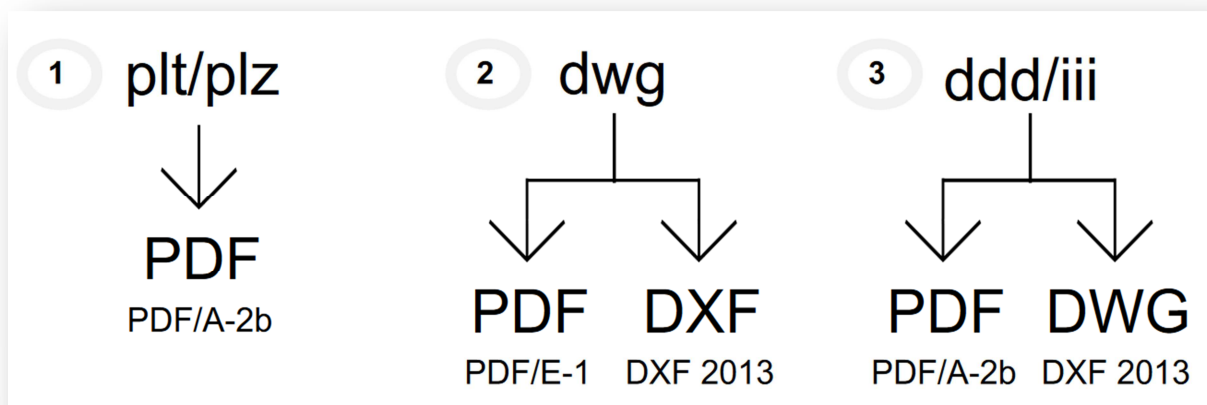 1 plt/plz
PDF
PDF/A-2b
2 dwg
PDF DXF
PDF/E-1 DXF 2013
3 ddd/iii
PDF DWG
PDF/A-2b DXF 2013